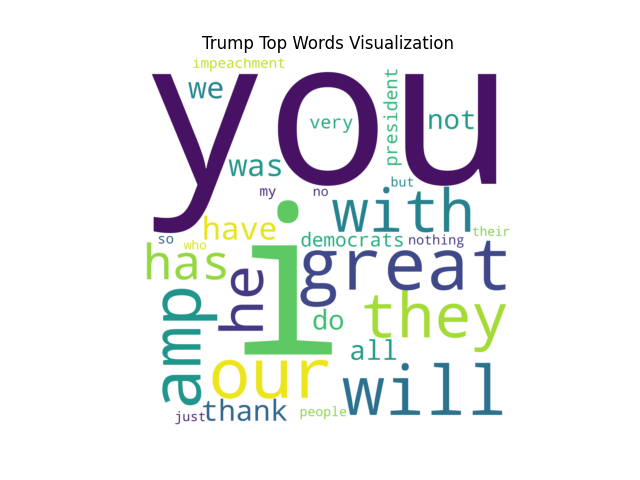 Trump Top Words Visualization
impeachment
you
we
president
very
not
was
but
my
no
with
have
so
who
democrats
nothing
their
has
i
great
he
amp
they
do
all
our
will
just
thank
people